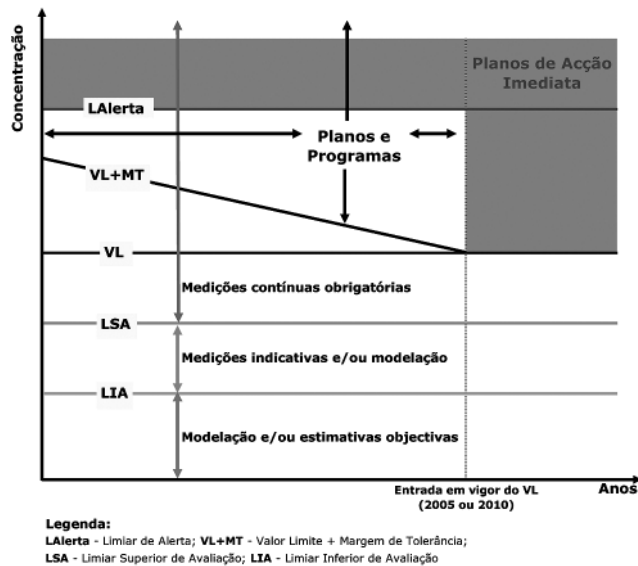 Concentração
Planos de Acção
Imediata
LAlerta
Planos e
Programas
VL+MT
VL
Medições contínuas obrigatórias
LSA
Medições indicativas e/ou modelação
LIA
Modelação e/ou estimativas objectivas
Entrada em vigor do VL
(2005 ou 2010)
Anos
Legenda:
LAlerta - Limiar de Alerta; VL+MT - Valor Limite + Margem de Tolerância;
LSA - Limiar Superior de Avaliação; LIA - Limiar Inferior de Avaliação